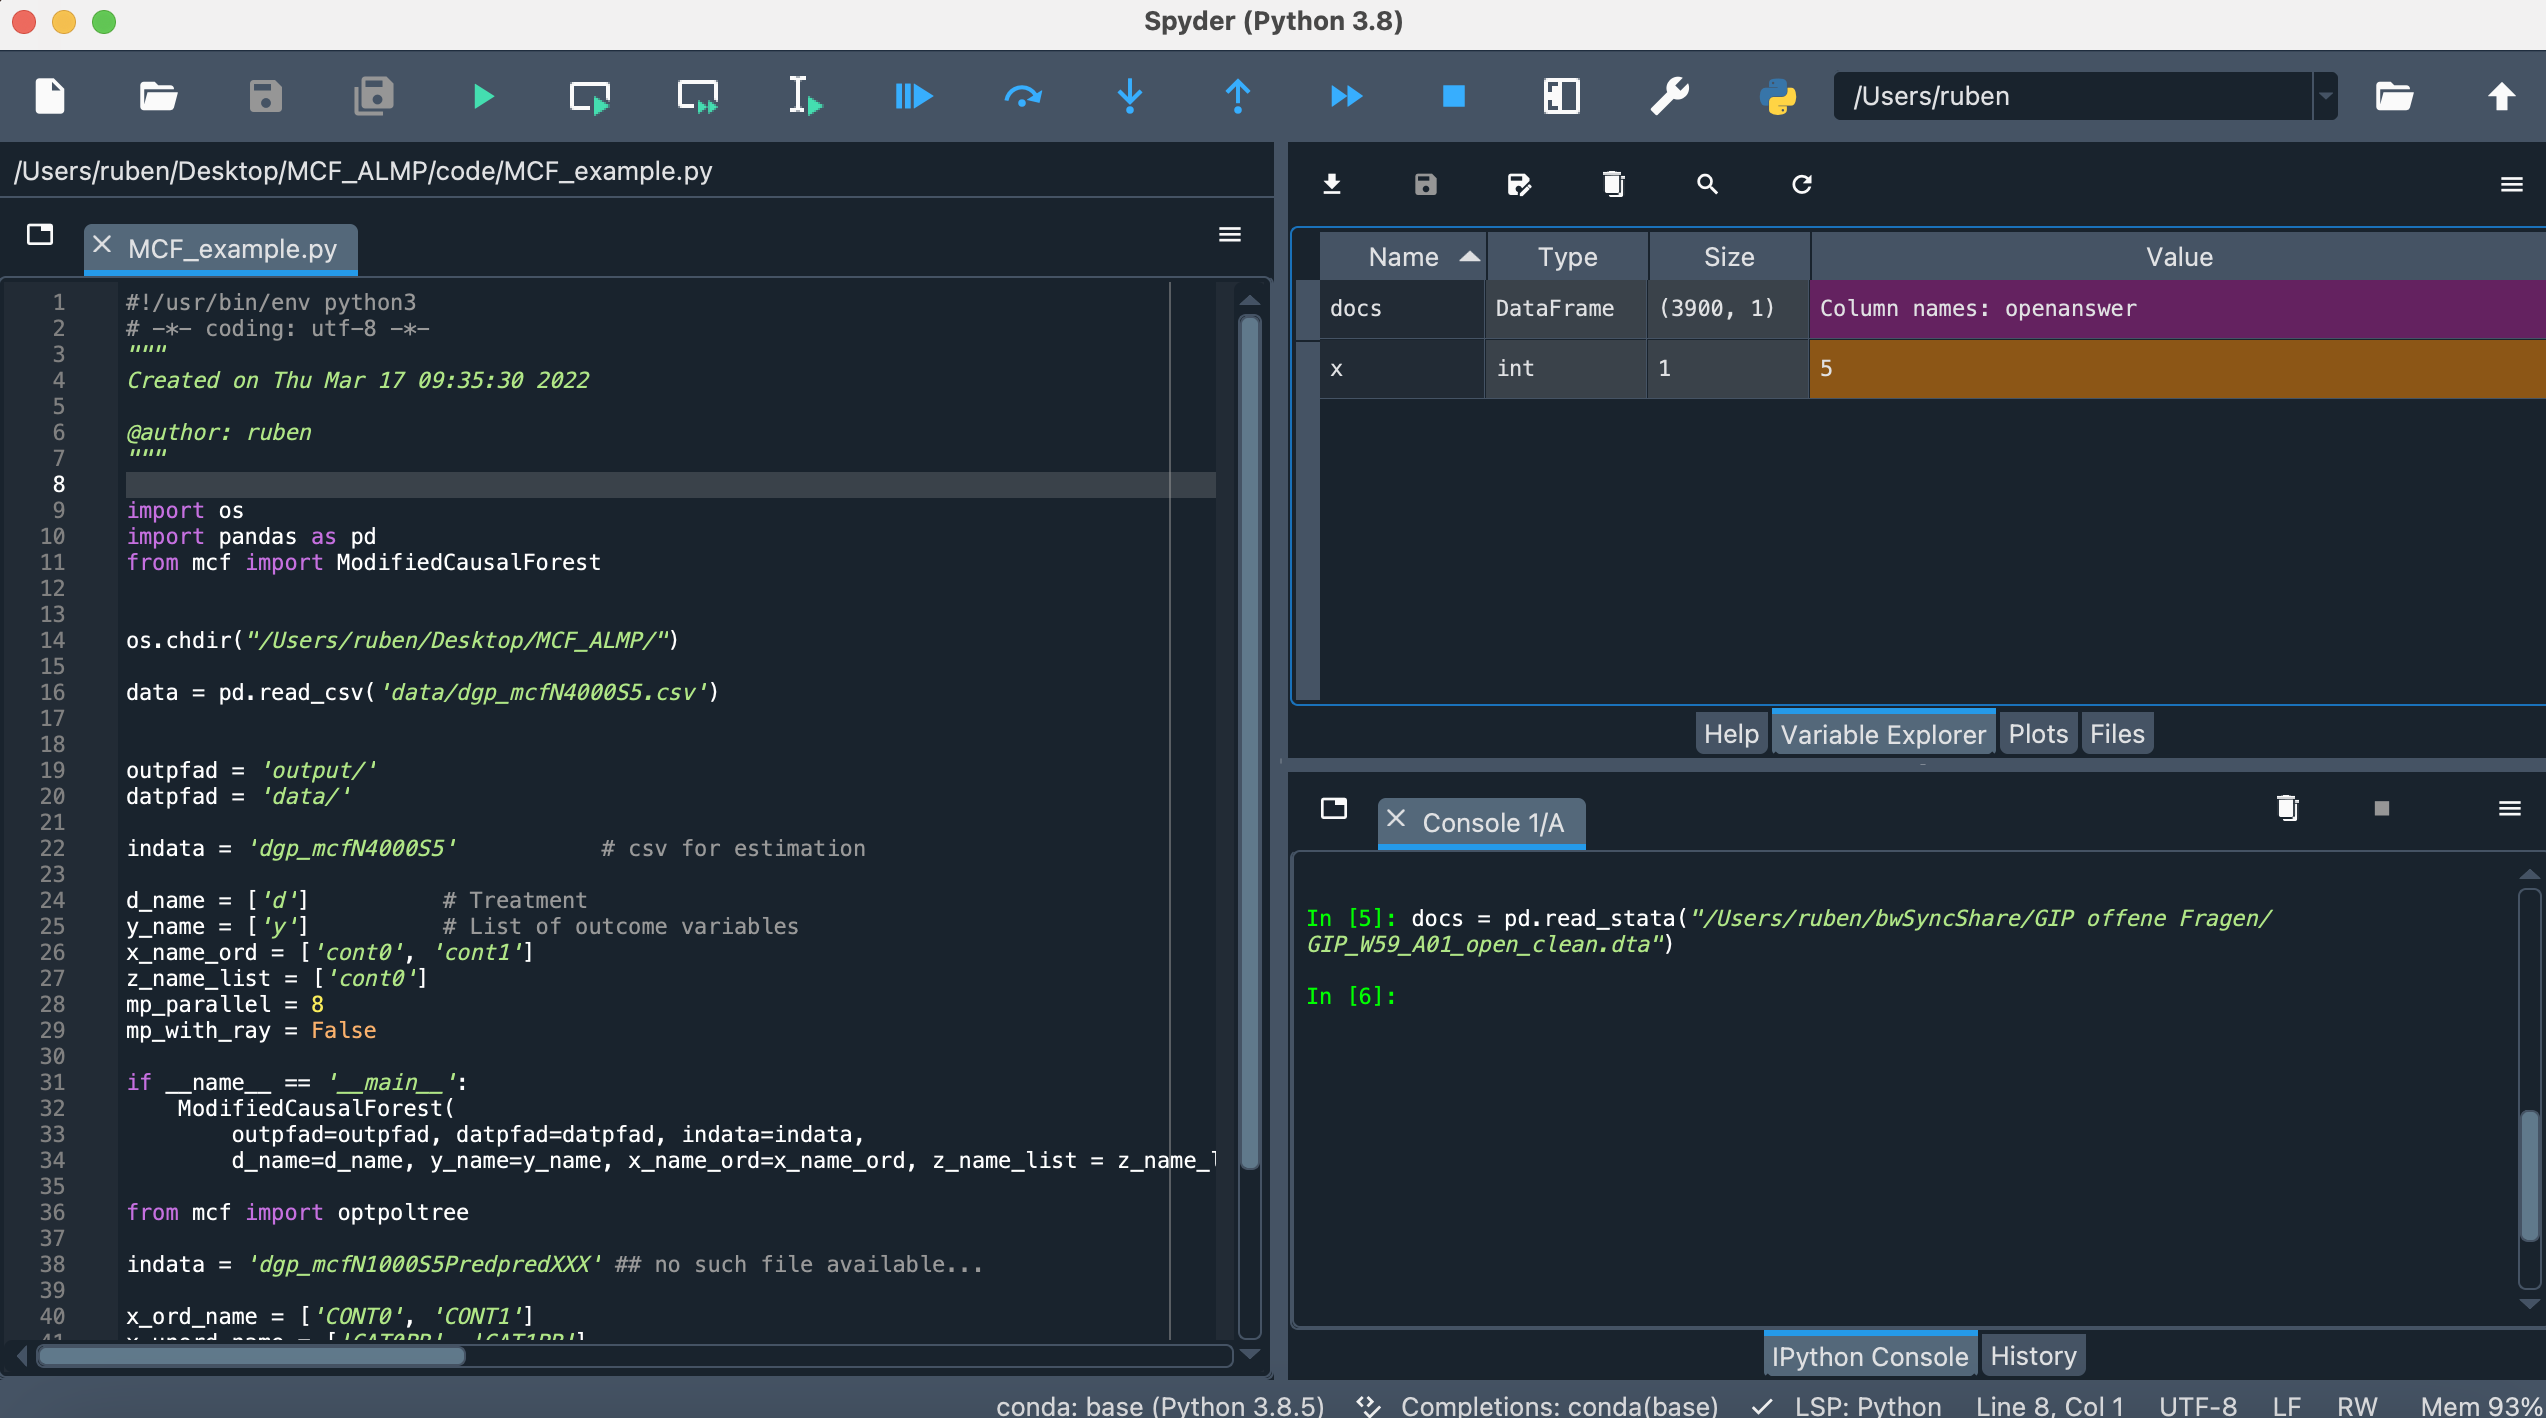 Spyder (Python 3.8)
/Users/ruben
/Users/ruben/Desktop/MCF_ALMP/code/MCF_example.py
MCF_example.py
1 #!/usr/bin/env python3
2 # -*- coding: utf-8 -*-
3 """
4 Created on Thu Mar 17 09:35:30 2022
5
6 @author: ruben
7 """
8
9 import os
10 import pandas as pd
11 from mcf import ModifiedCausalForest
12
13
14 os.chdir("/Users/ruben/Desktop/MCF_ALMP/")
15
16 data = pd.read_csv('data/dgp_mcfN4000S5.csv')
17
18
19 outpfad = 'output/'
20 datpfad = 'data/'
21
22 indata = 'dgp_mcfN4000S5' # csv for estimation
23
24 d_name = ['d'] # Treatment
25 y_name = ['y'] # List of outcome variables
26 x_name_ord = ['cont0', 'cont1']
27 z_name_list = ['cont0']
28 mp_parallel = 8
29 mp_with_ray = False
30
31 if __name__ == '__main__':
32 ModifiedCausalForest(
33 outpfad=outpfad, datpfad=datpfad, indata=indata,
34 d_name=d_name, y_name=y_name, x_name_ord=x_name_ord, z_name_list = z_name_l
35
36 from mcf import optpoltree
37
38 indata = 'dgp_mcfN1000S5PredpredXXX' ## no such file available...
39
40 x_ord_name = ['CONT0', 'CONT1']
Name Type Size Value
docs DataFrame (3900, 1) Column names: openanswer
x int 1 5
Help Variable Explorer Plots Files
Console 1/A
In [5]: docs = pd.read_stata("/Users/ruben/bwSyncShare/GIP offene Fragen/
GIP_W59_A01_open_clean.dta")
In [6]:
IPython Console History
conda: base (Python 3.8.5) Completions: conda(base) LSP: Python Line 8, Col 1 UTF-8 LF RW Mem 93%